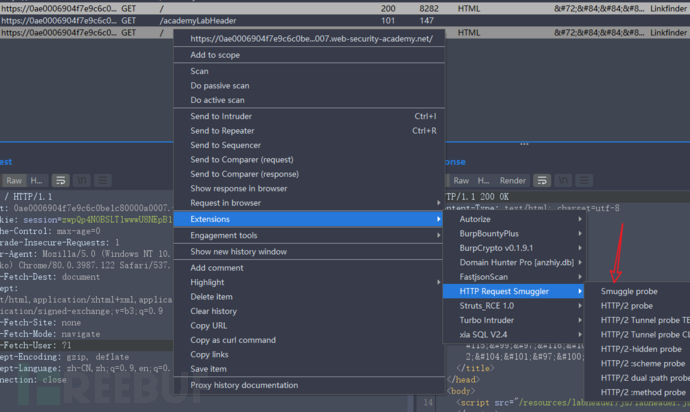 https://0ae0006904f7e9c6c0... GET / 200 8282 HTML &#72;&#84;&#84;&#8... Linkfinder
https://0ae0006904f7e9c6c0... GET /academyLabHeader 101 147 Linkfinder
https://0ae0006904f7e9c6c0... GET / HTML &#72;&#84;&#84;&#8... Linkfinder
https://0ae0006904f7e9c6c0be...007.web-security-academy.net/
Add to scope
Scan
Do passive scan
Do active scan
Send to Intruder Ctrl+I
Send to Repeater Ctrl+R
Send to Sequencer
Send to Comparer (request)
Send to Comparer (response)
Show response in browser
Request in browser
Extensions
Engagement tools
Show new history window
Add comment
Highlight
Delete item
Clear history
Copy URL
Copy as curl command
Copy links
Save item
Proxy history documentation
Autorize
BurpBountyPlus
BurpCrypto v0.1.9.1
Domain Hunter Pro [anzhiy.db]
FastjsonScan
HTTP Request Smuggler
Struts_RCE 1.0
Turbo Intruder
xia SQL V2.4
Smuggle probe
HTTP/2 probe
HTTP/2 Tunnel probe TE
HTTP/2 Tunnel probe CL
HTTP/2-hidden probe
HTTP/2 :scheme probe
HTTP/2 dual :path probe
HTTP/2 :method probe
est
Raw H... \n
/ HTTP/1.1
t: 0ae0006904f7e9c6c0be1c80000a0007.
kie: session=
he-Control: max-age=0
rade-Insecure-Requests: 1
r-Agent: Mozilla/5.0 (Windows NT 10.
ko) Chrome/80.0.3987.122 Safari/537.
-Fetch-Dest: document
ept:
t/html,application/xhtml+xml,applica
ication/signed-exchange;v=b3;q=0.9
-Fetch-Site: none
-Fetch-Mode: navigate
-Fetch-User: ?1
ept-Encoding: gzip, deflate
ept-Language: zh-CN,zh;q=0.9,en;q=0.
nection: close
onse
Raw H... Render \n
TP/1.1 200 OK
ntent-Type: text/html; charset=utf-8
2;&#104;&#101;&#97;&#100;
</title>
</head>
<body>
14 <script src="/resources/labheader/js/labHeader.j
REEBUF